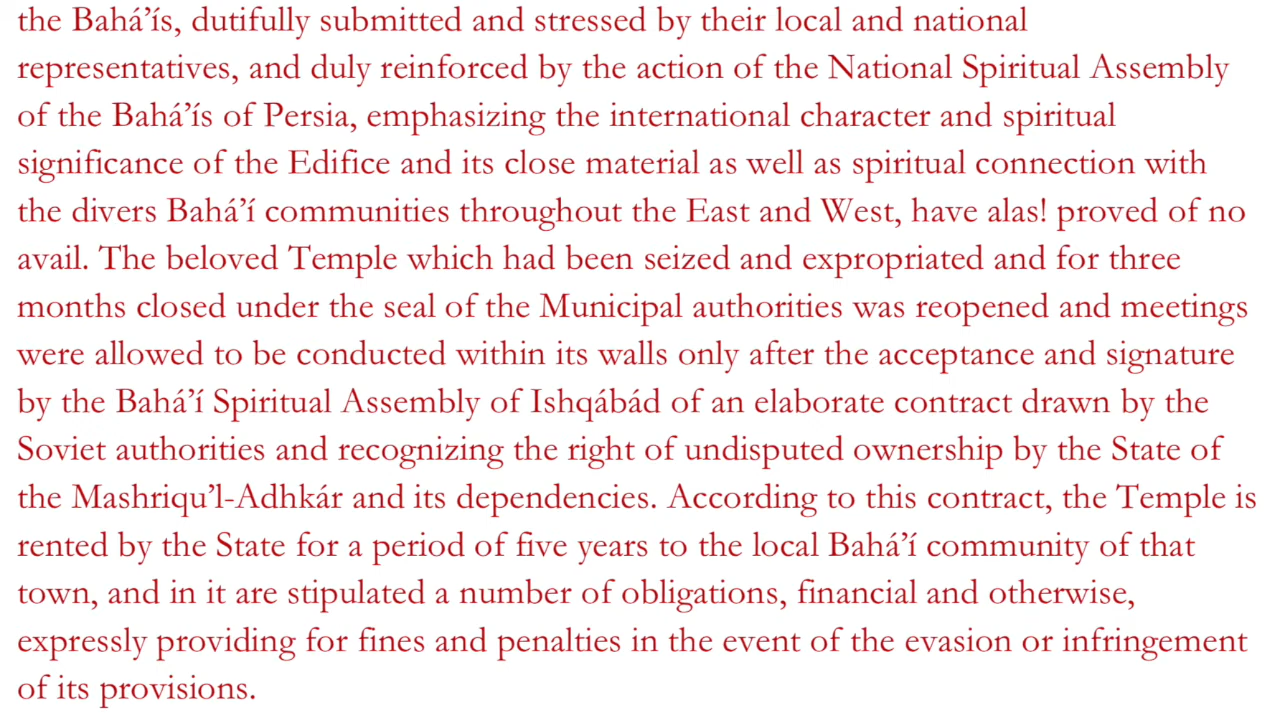 the Bahá’ís, dutifully submitted and stressed by their local and national
representatives, and duly reinforced by the action of the National Spiritual Assembly
of the Bahá’ís of Persia, emphasizing the international character and spiritual
significance of the Edifice and its close material as well as spiritual connection with
the divers Bahá’í communities throughout the East and West, have alas! proved of no
avail. The beloved Temple which had been seized and expropriated and for three
months closed under the seal of the Municipal authorities was reopened and meetings
were allowed to be conducted within its walls only after the acceptance and signature
by the Bahá’í Spiritual Assembly of Ishqábád of an elaborate contract drawn by the
Soviet authorities and recognizing the right of undisputed ownership by the State of
the Mashriqu’l-Adhkár and its dependencies. According to this contract, the Temple is
rented by the State for a period of five years to the local Bahá’í community of that
town, and in it are stipulated a number of obligations, financial and otherwise,
expressly providing for fines and penalties in the event of the evasion or infringement
of its provisions.